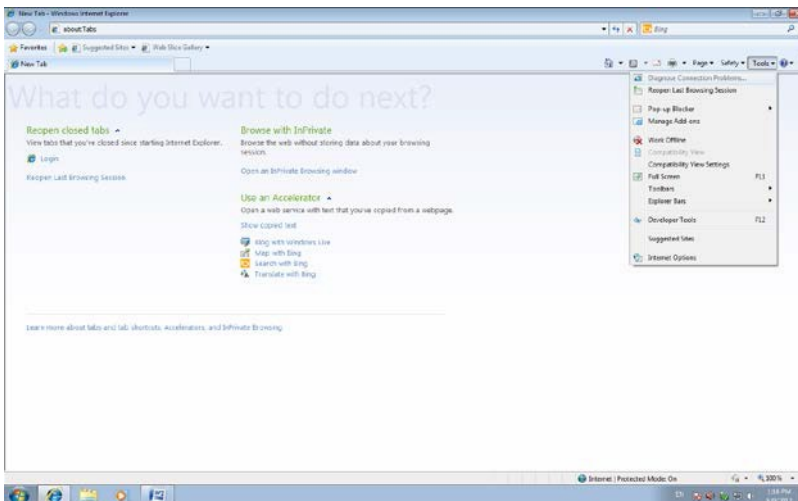 New Tab - Windows Internet Explorer
about:Tabs
Bing
Favorites Suggested Sites Web Slice Gallery
New Tab
Page Safety Tools
What do you want to do next?
Reopen closed tabs
View tabs that you've closed since starting Internet Explorer.
Login
Reopen Last Browsing Session
Browse with InPrivate
Browse the web without storing data about your browsing
session.
Open an InPrivate Browsing window
Use an Accelerator
Open a web service with text that you've copied from a webpage.
Show copied text
Blog with Windows Live
Map with Bing
Search with Bing
Translate with Bing
Learn more about tabs and tab shortcuts, Accelerators, and InPrivate Browsing
Diagnose Connection Problems...
Reopen Last Browsing Session
Pop-up Blocker
Manage Add-ons
Work Offline
Compatibility View
Compatibility View Settings
Full Screen F11
Toolbars
Explorer Bars
Developer Tools F12
Suggested Sites
Internet Options
Internet | Protected Mode: On
100%
EN